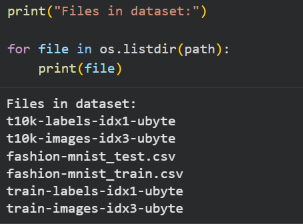 print("Files in dataset:")
for file in os.listdir(path):
    print(file)
Files in dataset:
t10k-labels-idx1-ubyte
t10k-images-idx3-ubyte
fashion-mnist_test.csv
fashion-mnist_train.csv
train-labels-idx1-ubyte
train-images-idx3-ubyte